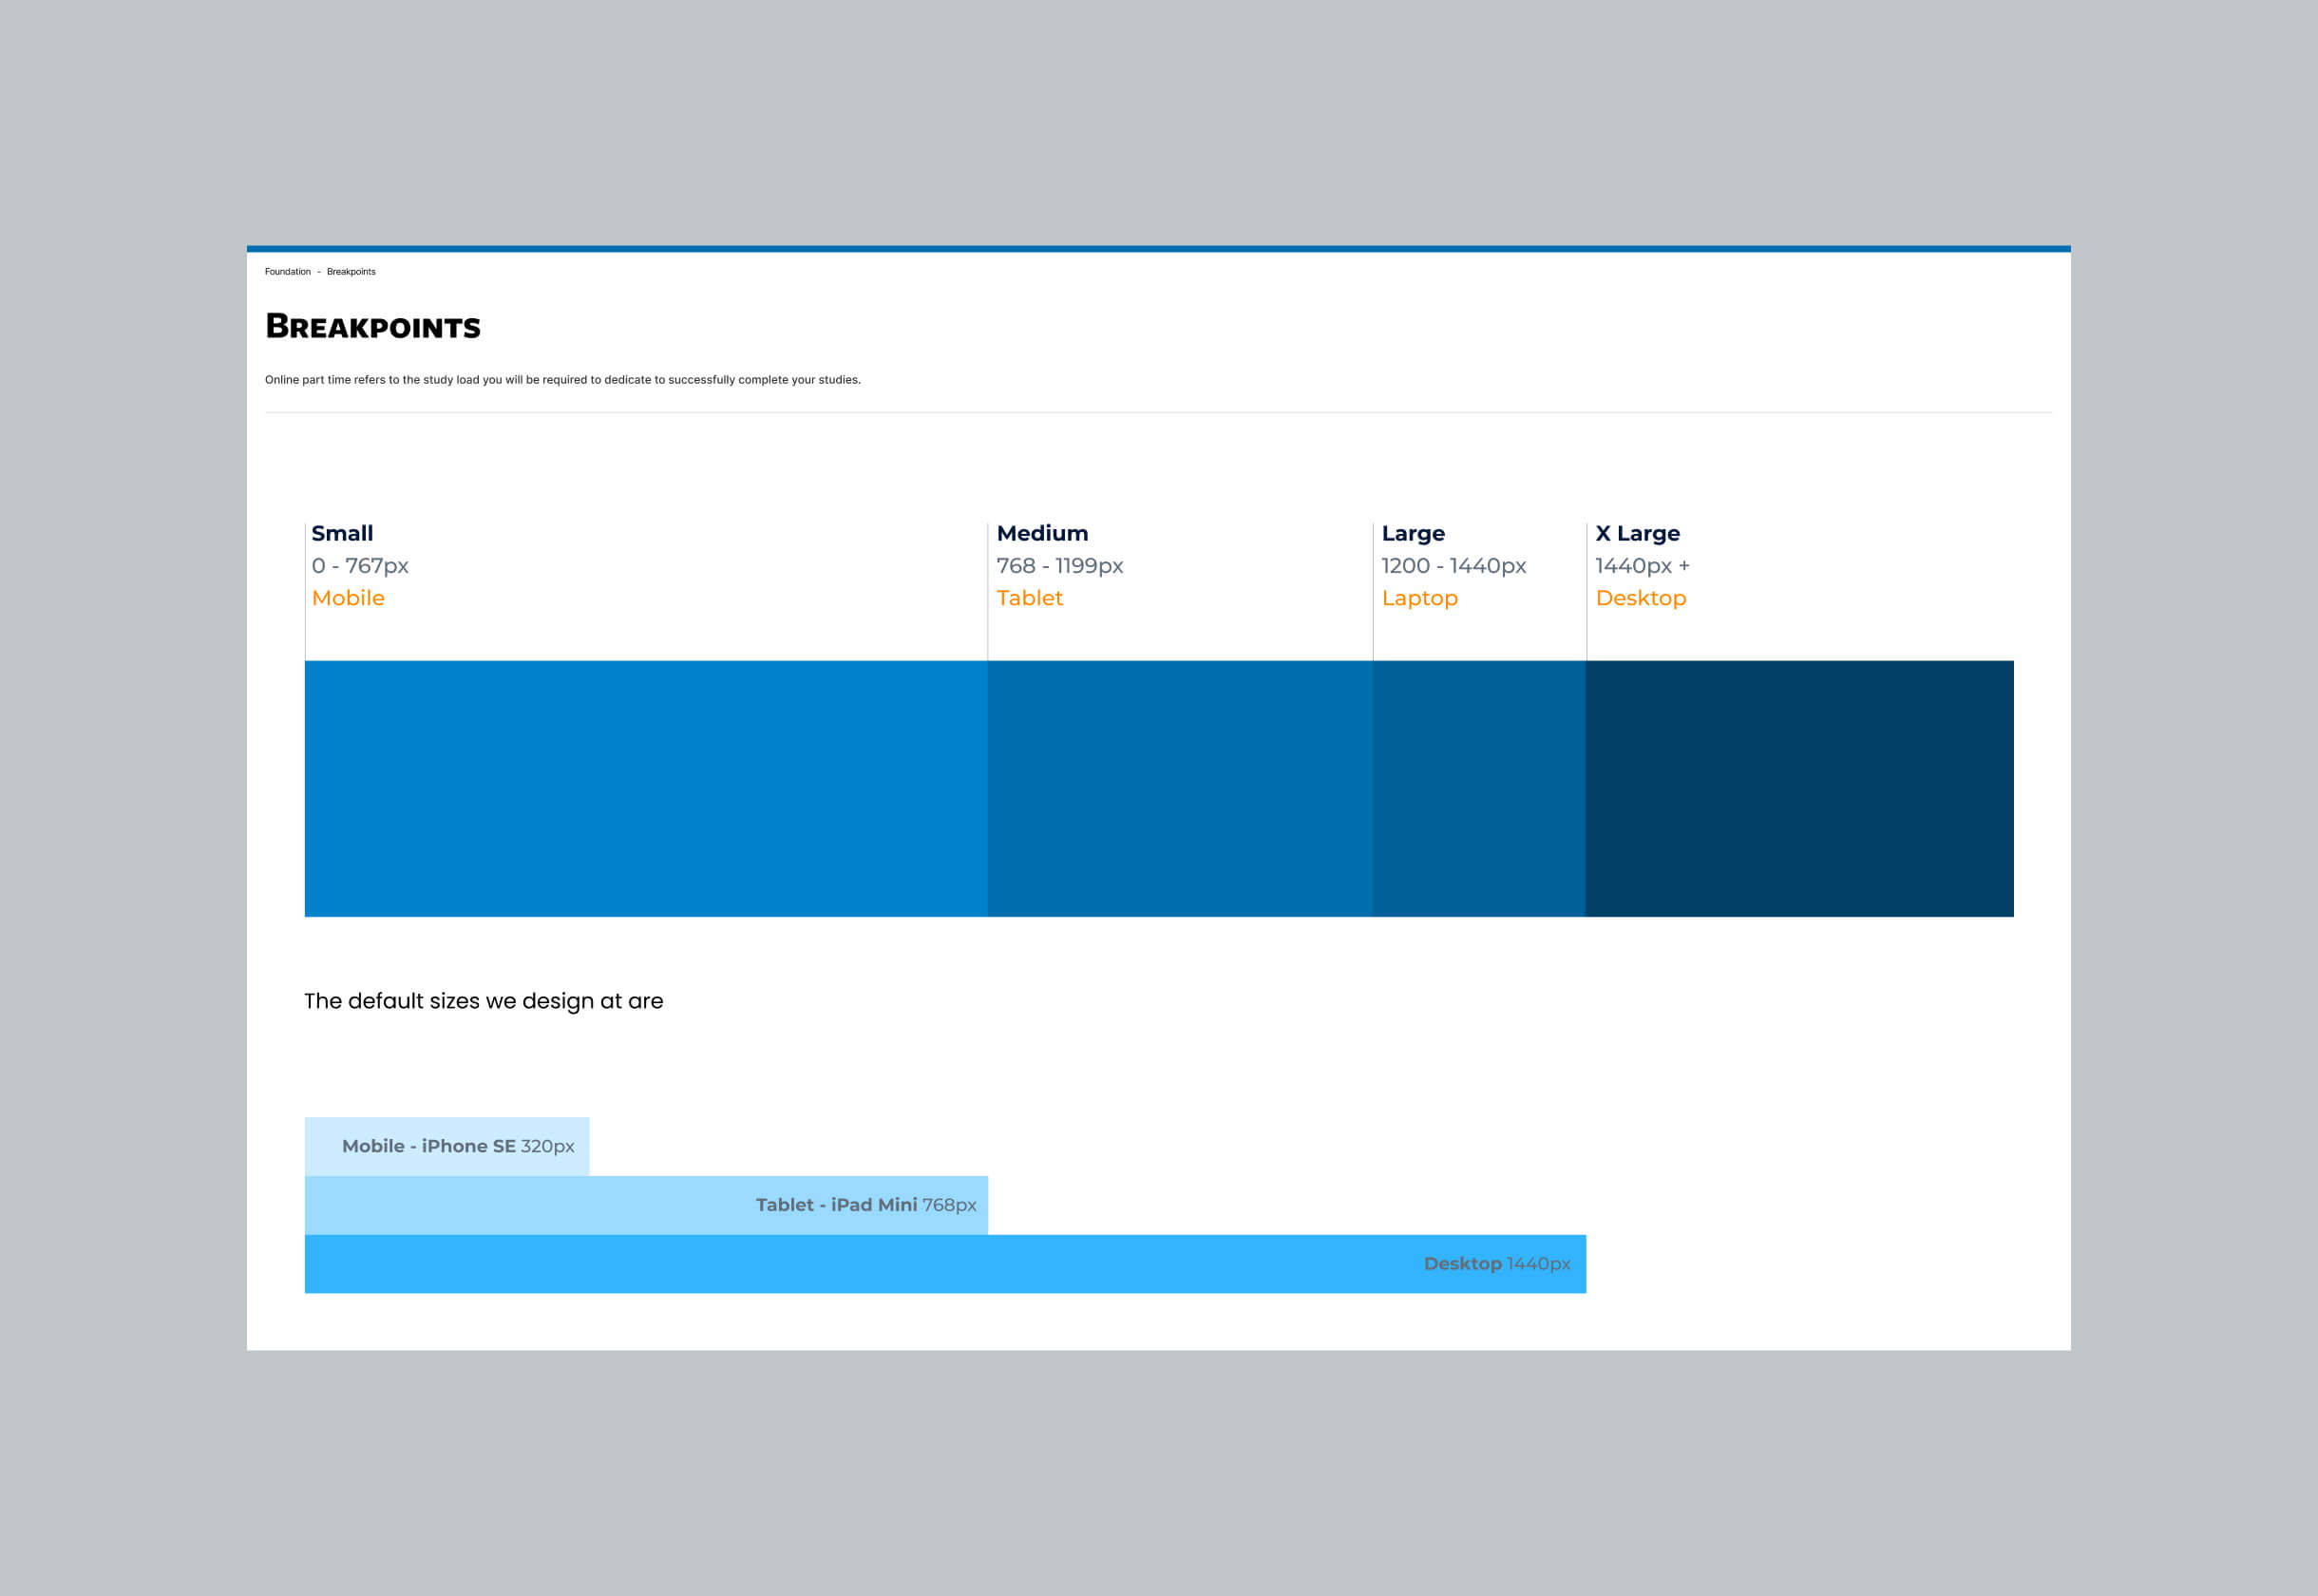 Foundation - Breakpoints
Breakpoints
Online part time refers to the study load you will be required to dedicate to successfully complete your studies.
Small
0 - 767px
Mobile
Medium
768 - 1199px
Tablet
Large
1200 - 1440px
Laptop
X Large
1440px +
Desktop
The default sizes we design at are
Mobile - iPhone SE 320px
Tablet - iPad Mini 768px
Desktop 1440px